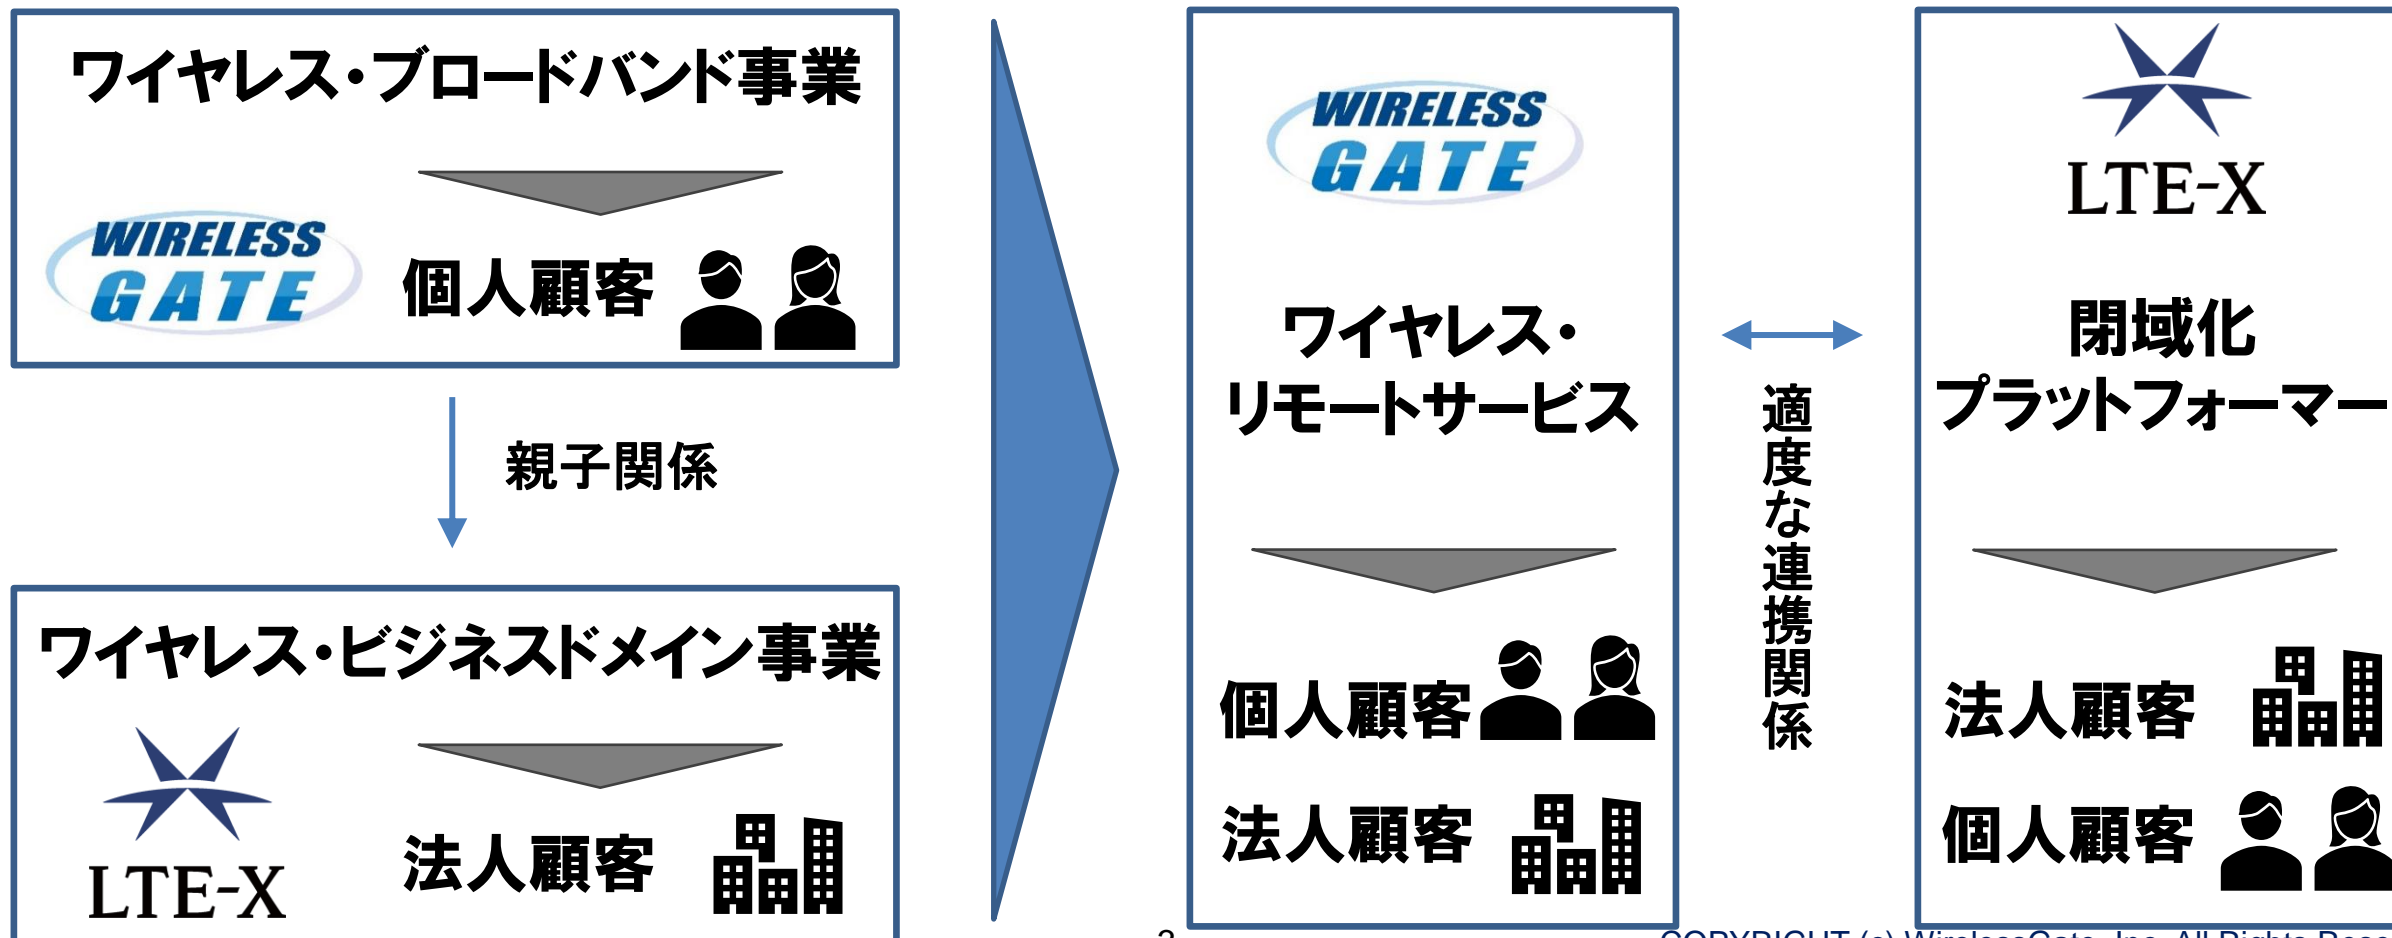 ワイヤレス・ブロードバンド事業
WIRELESS
GATE
個人顧客
親子関係
ワイヤレス・ビジネスドメイン事業
LTE-X
法人顧客
WIRELESS
GATE
ワイヤレス・
リモートサービス
個人顧客
法人顧客
適度な連携関係
LTE-X
閉域化
プラットフォーマー
法人顧客
個人顧客
COPYRIGHT (c) WirelessGate, Inc. All Rights